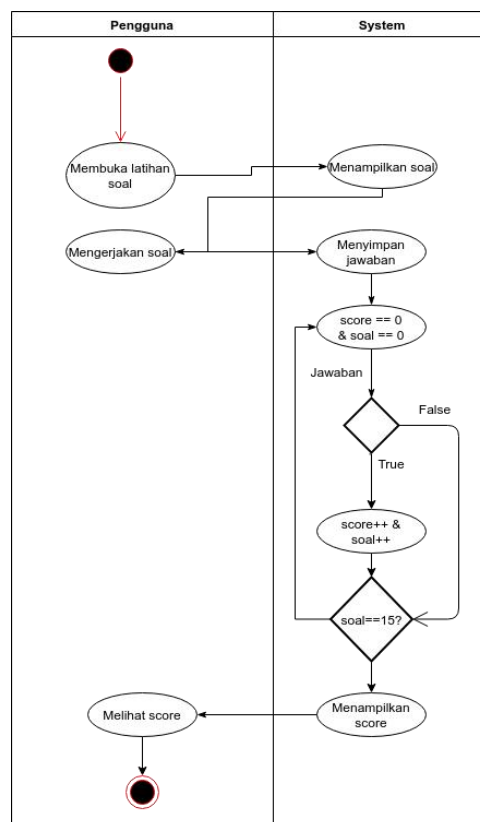 Pengguna
System
Membuka latihan
soal
Menampilkan soal
Mengerjakan soal
Menyimpan
jawaban
score == 0
& soal == 0
Jawaban
False
True
score++ &
soal++
soal==15?
Melihat score
Menampilkan
score